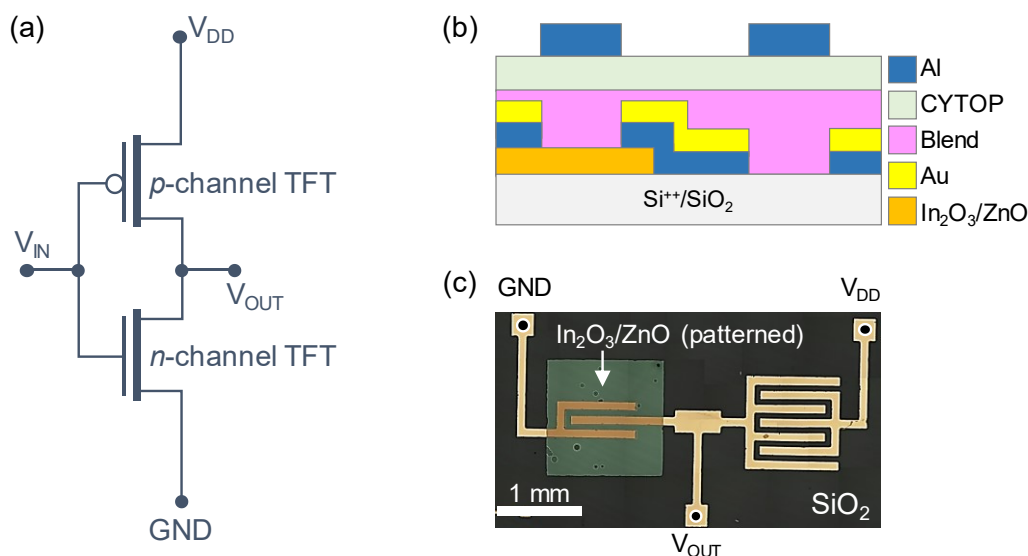 (a)
V_DD
p-channel TFT
V_IN
V_OUT
n-channel TFT
GND
(b)
Al
CYTOP
Blend
Au
In₂O₃/ZnO
Si⁺⁺/SiO₂
(c)
GND
V_DD
In₂O₃/ZnO (patterned)
1 mm
SiO₂
V_OUT